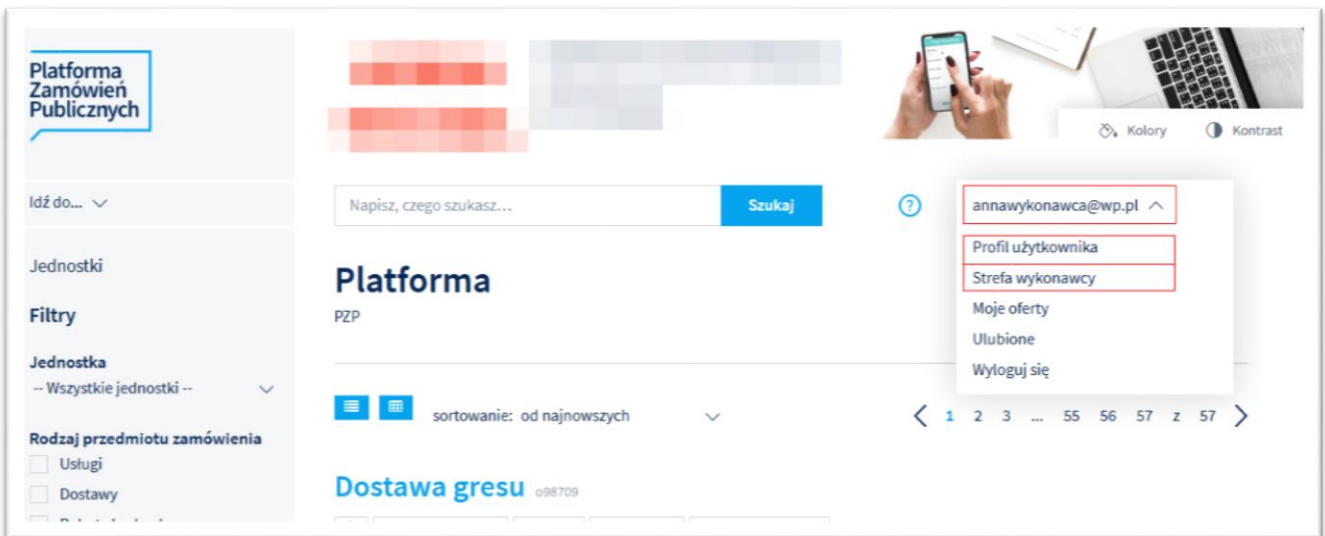 Platforma
Zamówień
Publicznych
Kolory
Kontrast
Idź do...
Napisz, czego szukasz...
Szukaj
?
annawykonawca@wp.pl
Profil użytkownika
Strefa wykonawcy
Moje oferty
Ulubione
Wyloguj się
Jednostki
Filtry
Jednostka
-- Wszystkie jednostki --
Rodzaj przedmiotu zamówienia
Usługi
Dostawy
Platforma
PZP
sortowanie: od najnowszych
1 2 3 ... 55 56 57 z 57
Dostawa gresu o98709